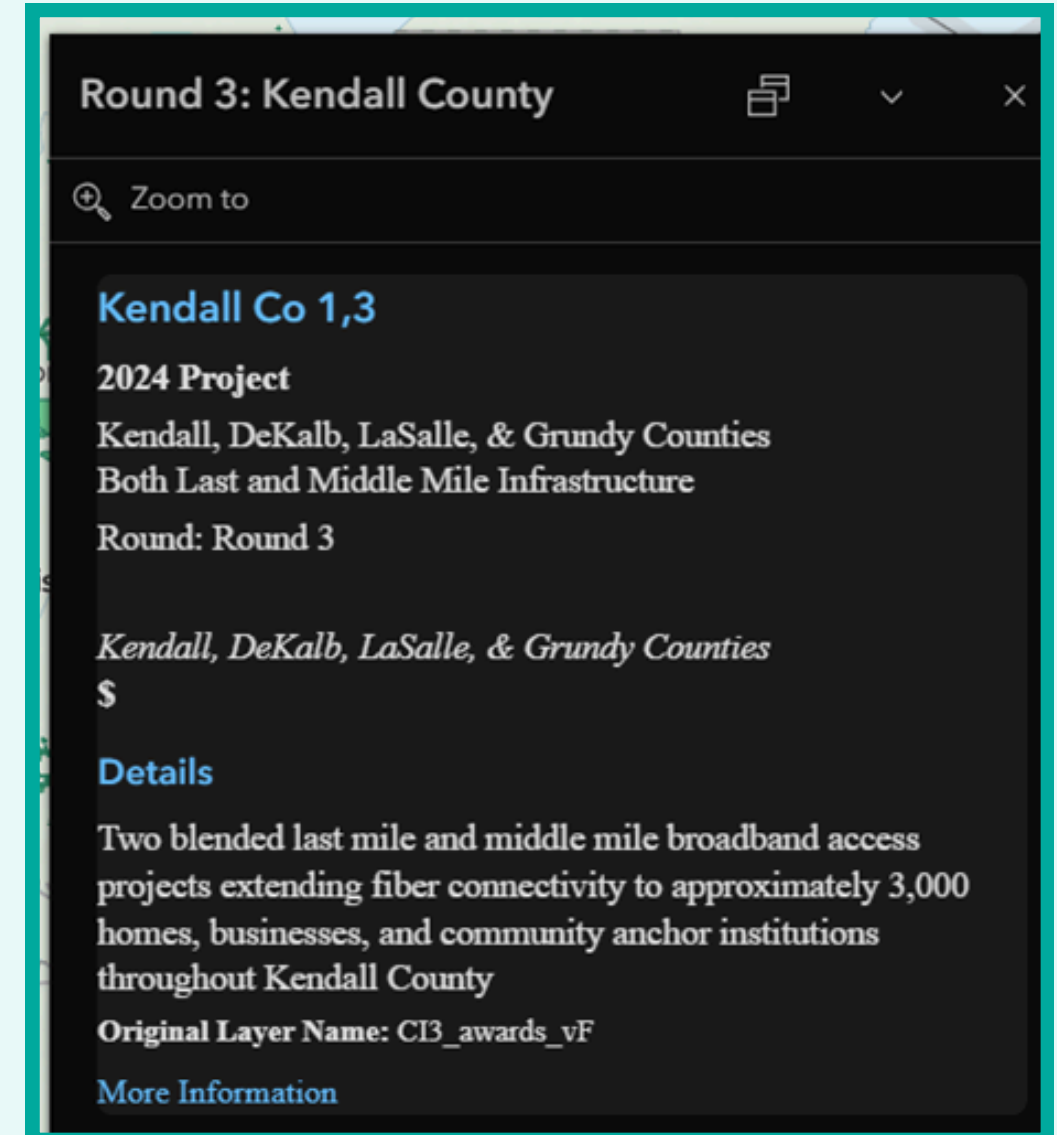 Round 3: Kendall County
Zoom to
Kendall Co 1,3
2024 Project
Kendall, DeKalb, LaSalle, & Grundy Counties
Both Last and Middle Mile Infrastructure
Round: Round 3
Kendall, DeKalb, LaSalle, & Grundy Counties
$
Details
Two blended last mile and middle mile broadband access
projects extending fiber connectivity to approximately 3,000
homes, businesses, and community anchor institutions
throughout Kendall County
Original Layer Name: CI3_awards_vF
More Information